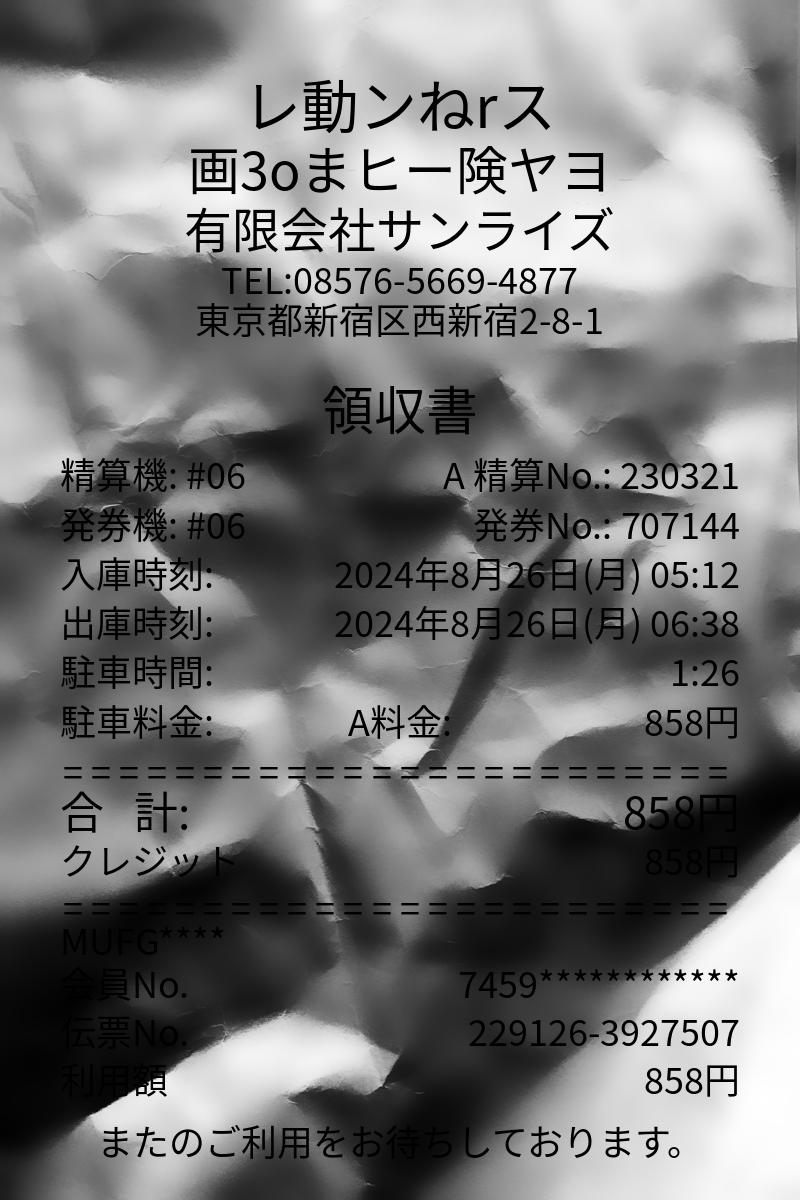 レ動ンねrス
画3oまヒー険ヤヨ
有限会社サンライズ
TEL:08576-5669-4877
東京都新宿区西新宿2-8-1
領収書
精算機: #06 A 精算No.: 230321
発券機: #06 発券No.: 707144
入庫時刻: 2024年8月26日(月) 05:12
出庫時刻: 2024年8月26日(月) 06:38
駐車時間: 1:26
駐車料金: A料金: 858円
========================
合 計: 858円
クレジット 858円
========================
MUFG****
会員No. 7459************
伝票No. 229126-3927507
利用額 858円
またのご利用をお待ちしております。